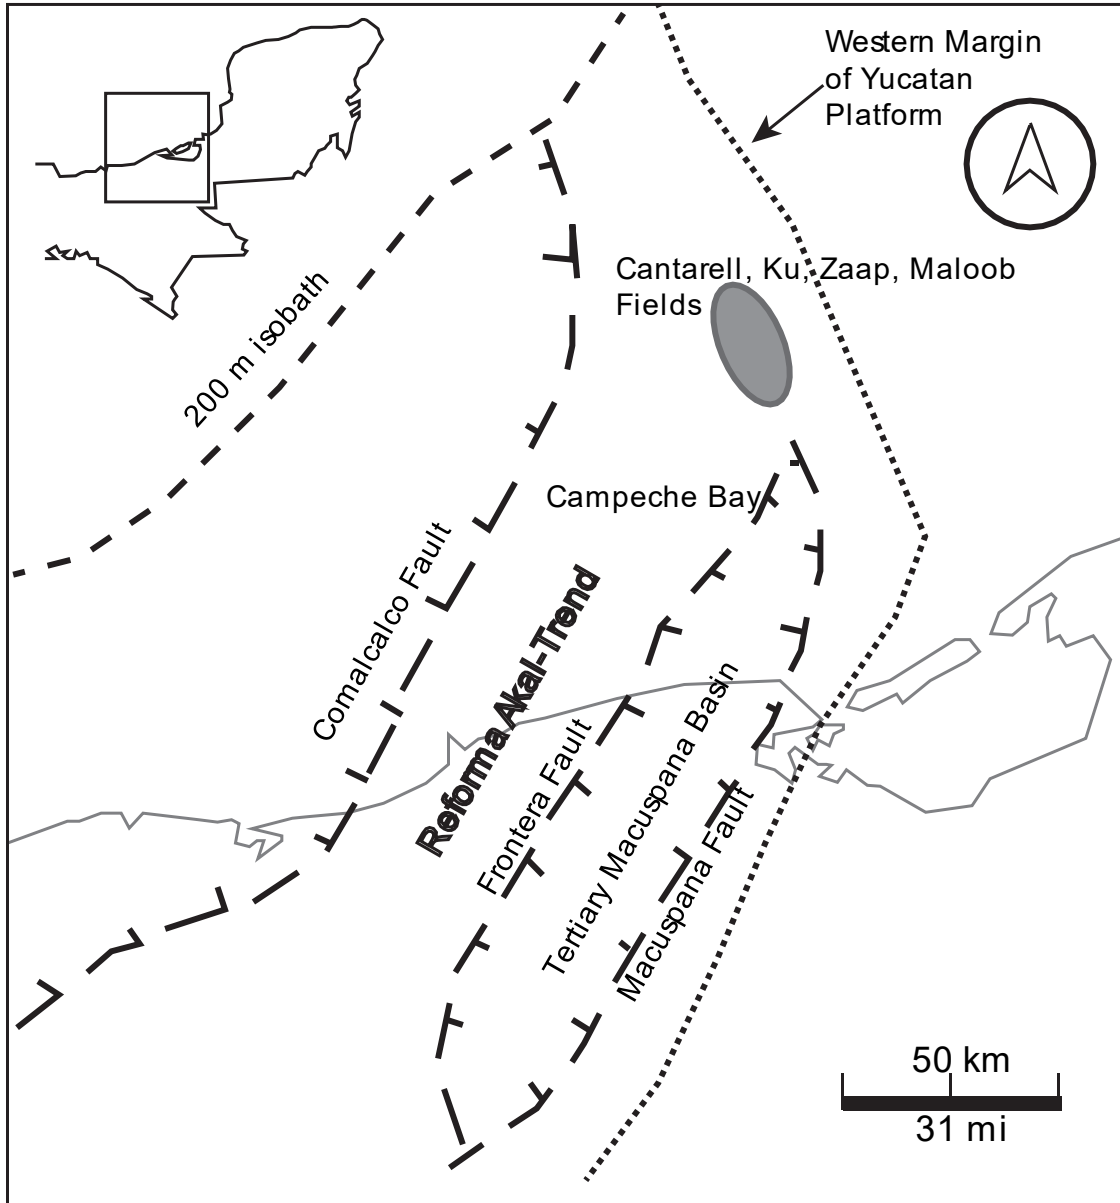 Western Margin
of Yucatan
Platform
Cantarell, Ku, Zaap, Maloob
Fields
200 m isobath
Campeche Bay
Comalcalco Fault
Reforma Akal-Trend
Frontera Fault
Tertiary Macuspana Basin
Macuspana Fault
50 km
31 mi